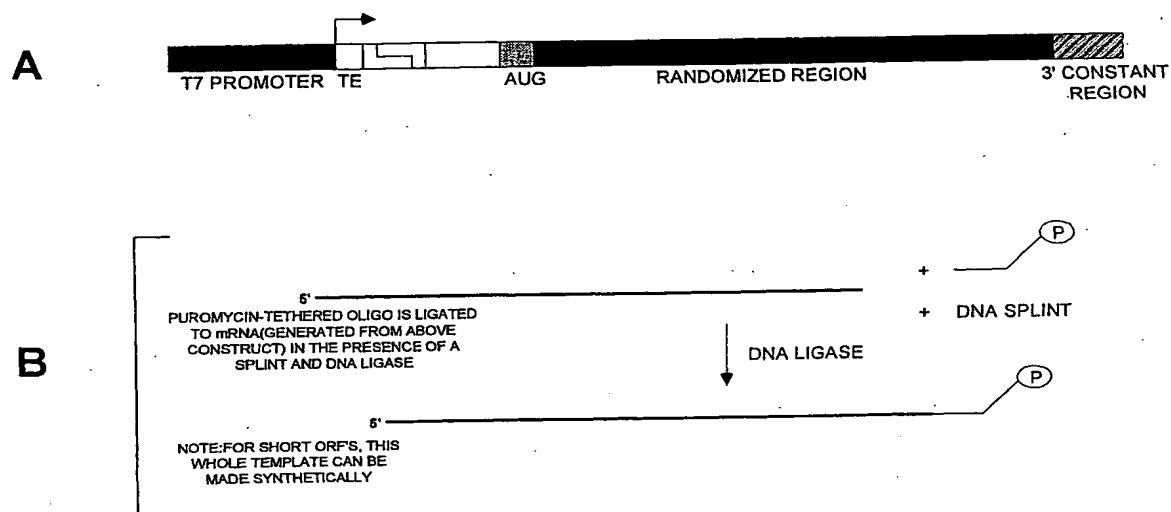 A
T7 PROMOTER TE AUG RANDOMIZED REGION 3' CONSTANT
REGION
B
P
+
5'
PUROMYCIN-TETHERED OLIGO IS LIGATED
TO mRNA(GENERATED FROM ABOVE
CONSTRUCT) IN THE PRESENCE OF A
SPLINT AND DNA LIGASE
+ DNA SPLINT
DNA LIGASE
P
5'
NOTE:FOR SHORT ORF'S, THIS
WHOLE TEMPLATE CAN BE
MADE SYNTHETICALLY